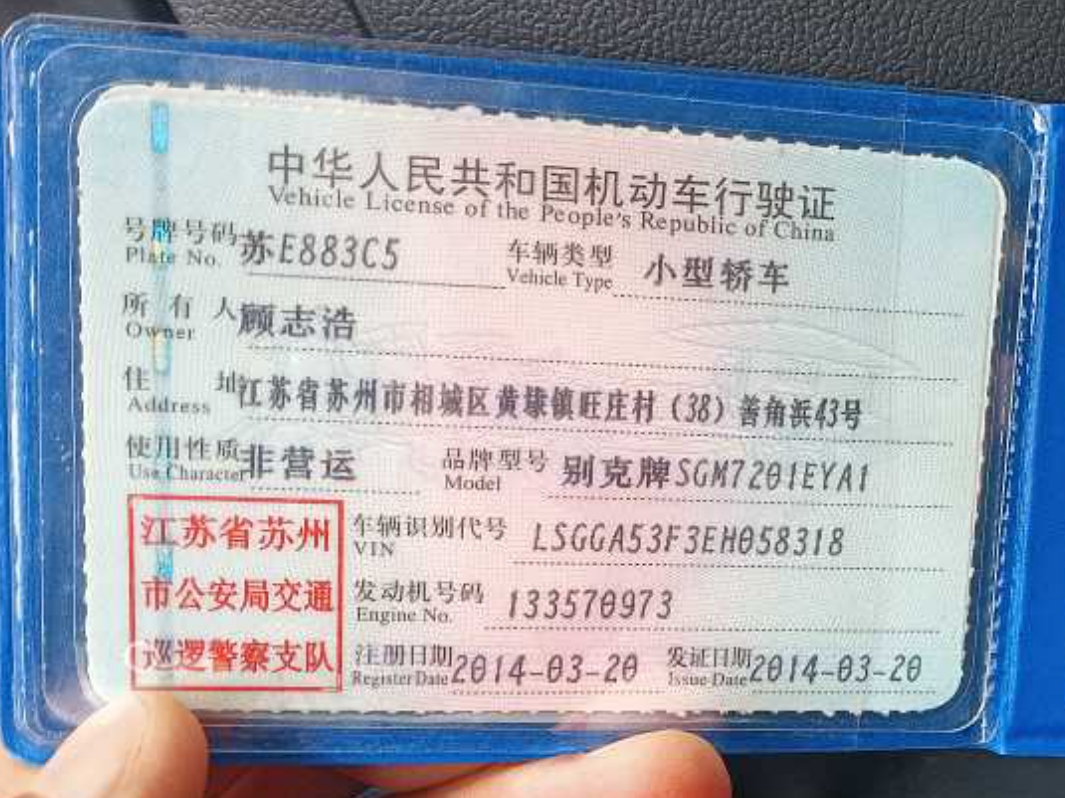 中华人民共和国机动车行驶证
Vehicle License of the People's Republic of China
号牌号码 苏E883C5 车辆类型 小型轿车
Plate No. Vehicle Type
所有人 顾志浩
Owner
住址 江苏省苏州市相城区黄埭镇旺庄村（38）善角浜43号
Address
使用性质 非营运 品牌型号 别克牌SGM7201EYA1
Use Character Model
江苏省苏州
市公安局交通
巡逻警察支队
车辆识别代号 LSGGA53F3EH058318
VIN
发动机号码 133570973
Engine No.
注册日期 2014-03-20 发证日期 2014-03-20
Register Date Issue Date